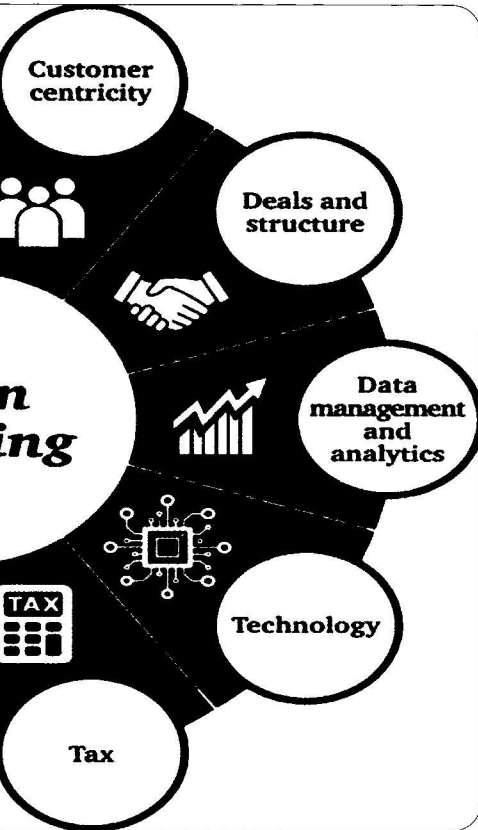 Customer
centricity
Deals and
structure
n
ing
Data
management
and
analytics
Technology
TAX
Tax